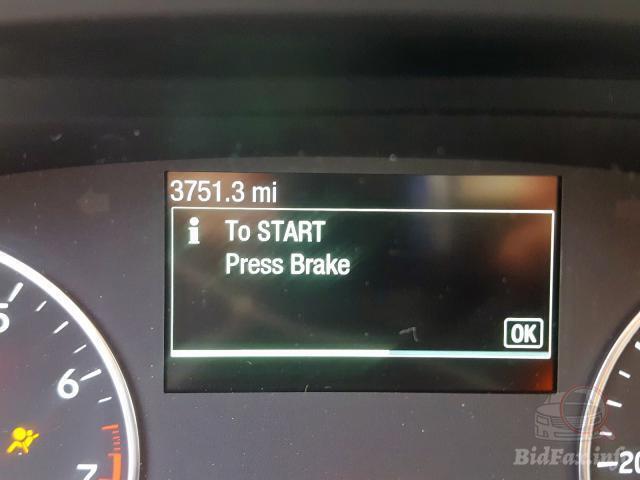 3751.3 mi
i To START
Press Brake
OK
5
6
7
-20
BidFax.info